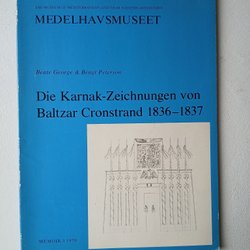 MEDELHAVSMUSEET
Beate George & Bengt Peterson
Die Karnak-Zeichnungen von
Baltzar Cronstrand 1836–1837
MEMOIR 3 1979